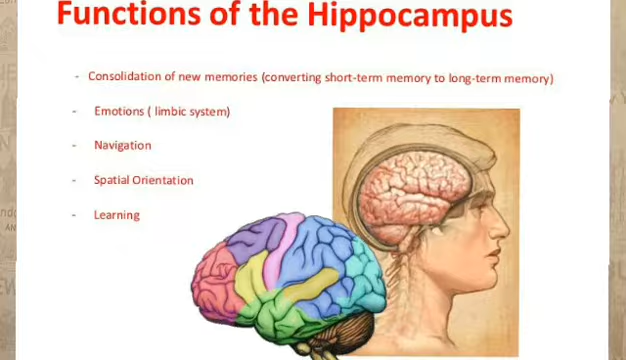 Functions of the Hippocampus
- Consolidation of new memories (converting short-term memory to long-term memory)
- Emotions ( limbic system)
- Navigation
- Spatial Orientation
- Learning